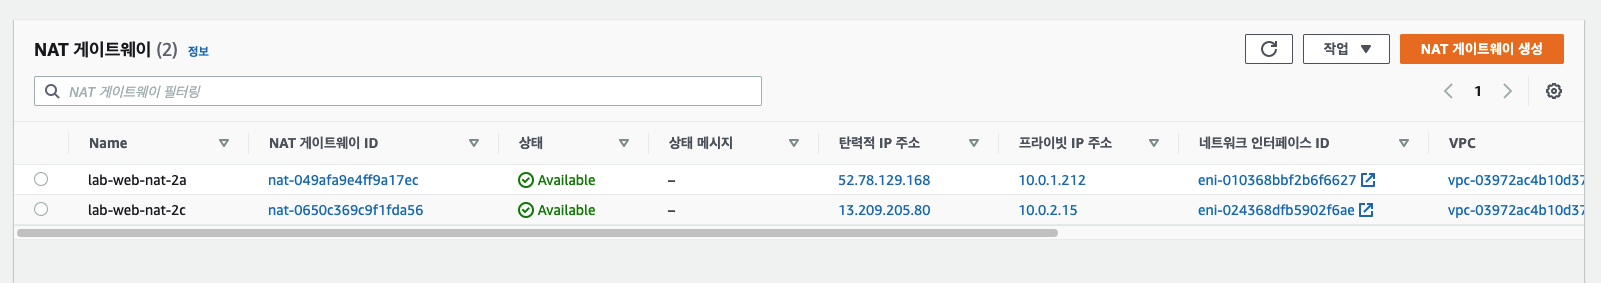 NAT 게이트웨이 (2) 정보 작업 NAT 게이트웨이 생성
NAT 게이트웨이 필터링 1
Name NAT 게이트웨이 ID 상태 상태 메시지 탄력적 IP 주소 프라이빗 IP 주소 네트워크 인터페이스 ID VPC
lab-web-nat-2a nat-049afa9e4ff9a17ec Available – 52.78.129.168 10.0.1.212 eni-010368bbf2b6f6627 vpc-03972ac4b10d37
lab-web-nat-2c nat-0650c369c9f1fda56 Available – 13.209.205.80 10.0.2.15 eni-024368dfb5902f6ae vpc-03972ac4b10d37